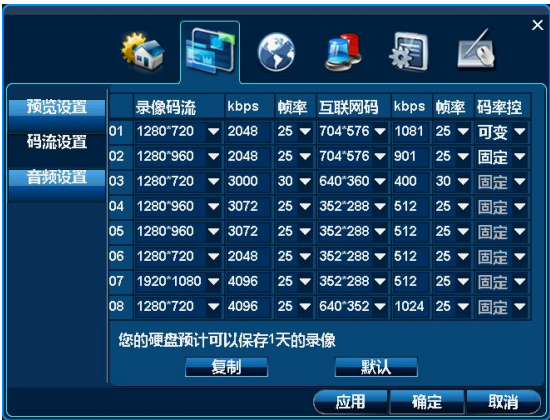 ×
预览设置
码流设置
音频设置
录像码流 kbps 帧率 互联网码 kbps 帧率 码率控
01 1280*720 2048 25 704*576 1081 25 可变
02 1280*960 2048 25 704*576 901 25 固定
03 1280*720 3000 30 640*360 400 30 固定
04 1280*960 3072 25 352*288 512 25 固定
05 1280*960 3072 25 352*288 512 25 固定
06 1280*720 2048 25 352*288 512 25 固定
07 1920*1080 4096 25 352*288 512 25 固定
08 1280*720 4096 25 640*352 1024 25 固定
您的硬盘预计可以保存1天的录像
复制 默认
应用 确定 取消